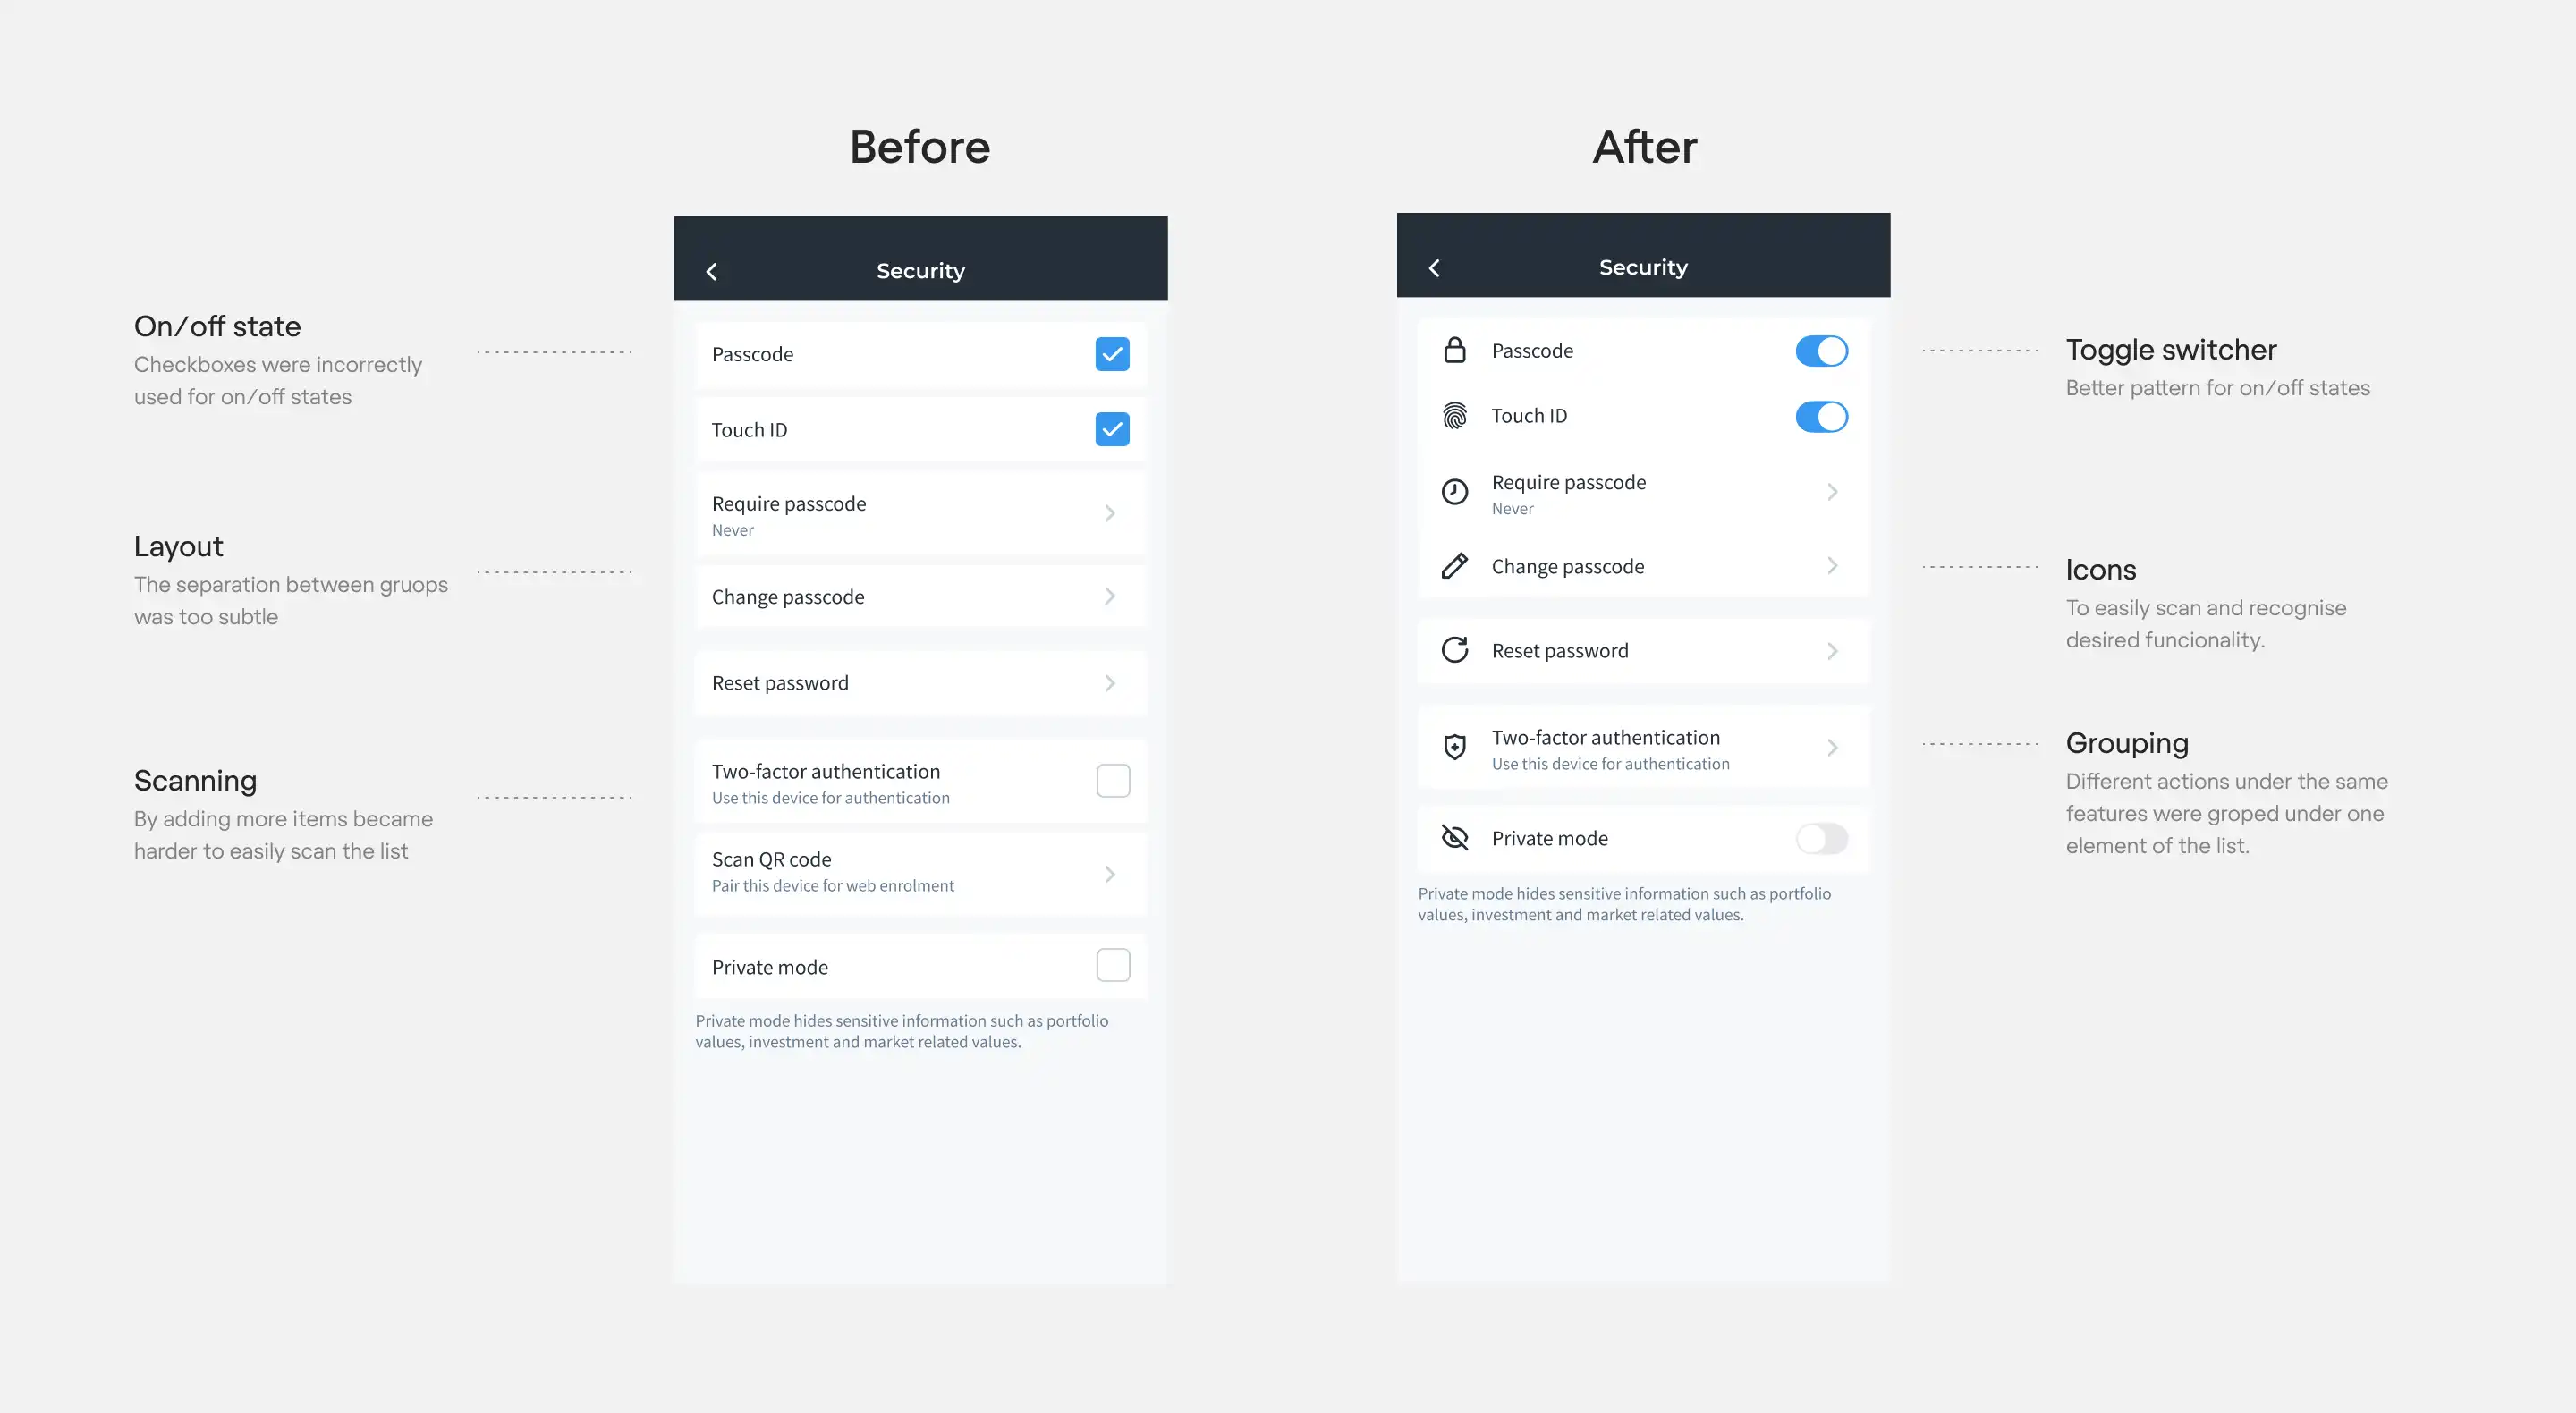 Before
After
On/off state
Checkboxes were incorrectly
used for on/off states
Layout
The separation between gruops
was too subtle
Scanning
By adding more items became
harder to easily scan the list
Security
Passcode
Touch ID
Require passcode
Never
Change passcode
Reset password
Two-factor authentication
Use this device for authentication
Scan QR code
Pair this device for web enrolment
Private mode
Private mode hides sensitive information such as portfolio
values, investment and market related values.
Security
Passcode
Touch ID
Require passcode
Never
Change passcode
Reset password
Two-factor authentication
Use this device for authentication
Private mode
Private mode hides sensitive information such as portfolio
values, investment and market related values.
Toggle switcher
Better pattern for on/off states
Icons
To easily scan and recognise
desired funcionality.
Grouping
Different actions under the same
features were groped under one
element of the list.